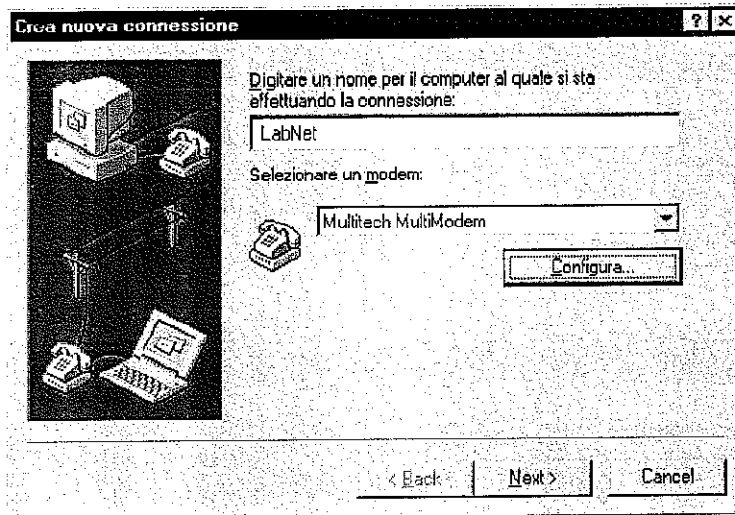 Crea nuova connessione
Digitare un nome per il computer al quale si sta
effettuando la connessione:
LabNet
Selezionare un modem:
Multitech MultiModem
Configura...
< Back
Next >
Cancel